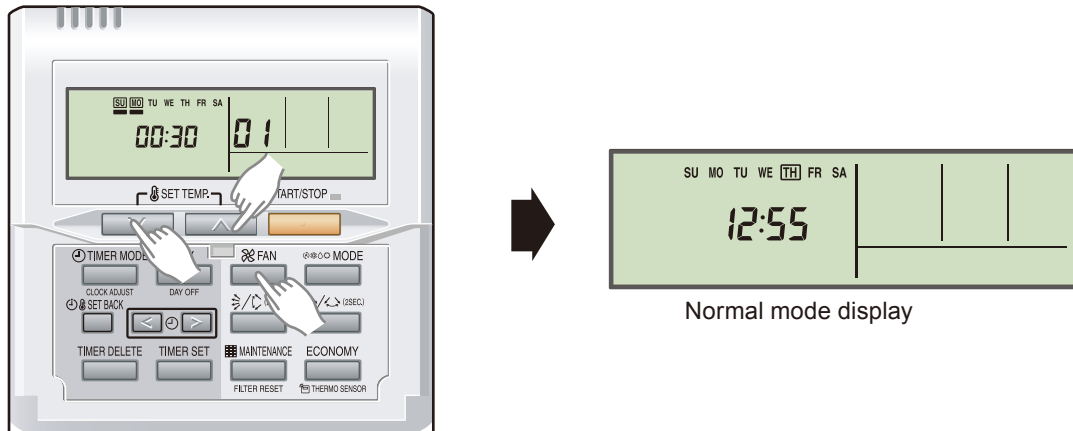 SU MO TU WE TH FR SA
00:30 01
SET TEMP. TART/STOP
TIMER MODE FAN MODE
CLOCK ADJUST DAY OFF
SET BACK (2SEC.)
TIMER DELETE TIMER SET MAINTENANCE ECONOMY
FILTER RESET THERMO SENSOR
SU MO TU WE TH FR SA
12:55
Normal mode display